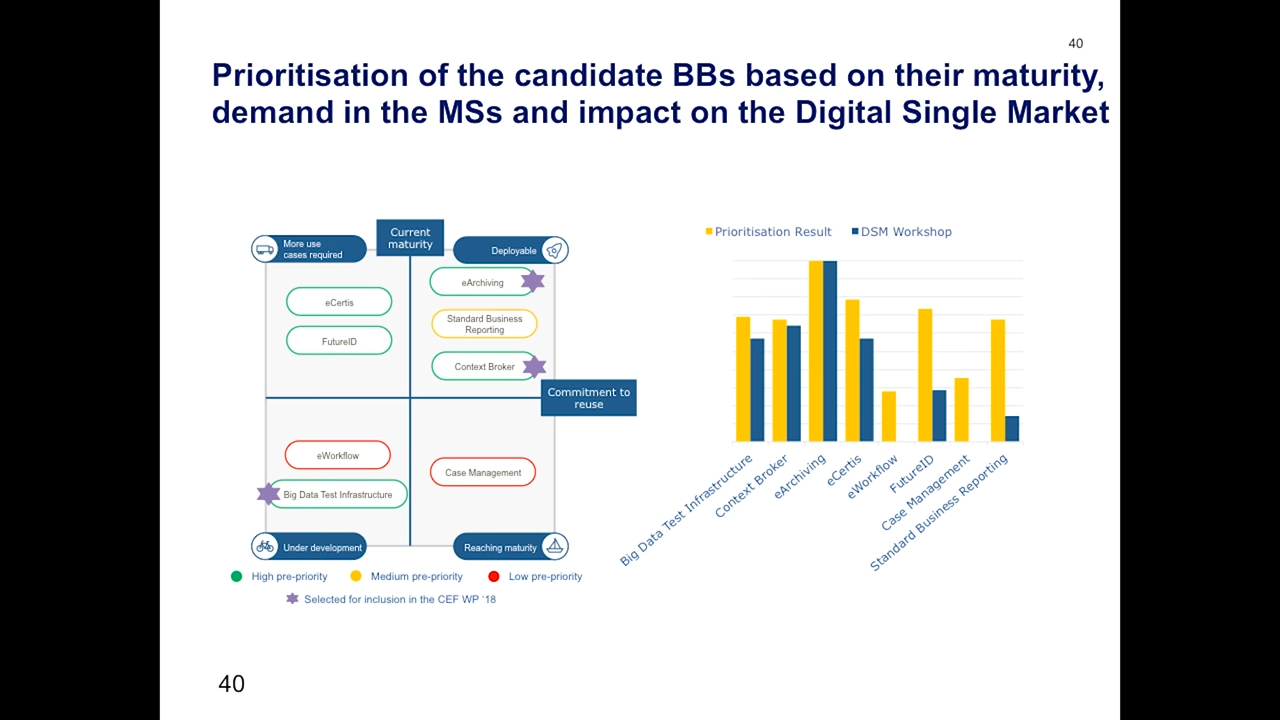 40
Prioritisation of the candidate BBs based on their maturity,
demand in the MSs and impact on the Digital Single Market
Current
maturity
More use
cases required
Deployable
eCertis
FutureID
eArchiving
Standard Business
Reporting
Context Broker
Commitment to
reuse
eWorkflow
Big Data Test Infrastructure
Case Management
Under development
Reaching maturity
High pre-priority
Medium pre-priority
Low pre-priority
Selected for inclusion in the CEF WP ‘18
Prioritisation Result
DSM Workshop
Big Data Test Infrastructure
Context Broker
eArchiving
eCertis
eWorkflow
FutureID
Case Management
Standard Business Reporting
40